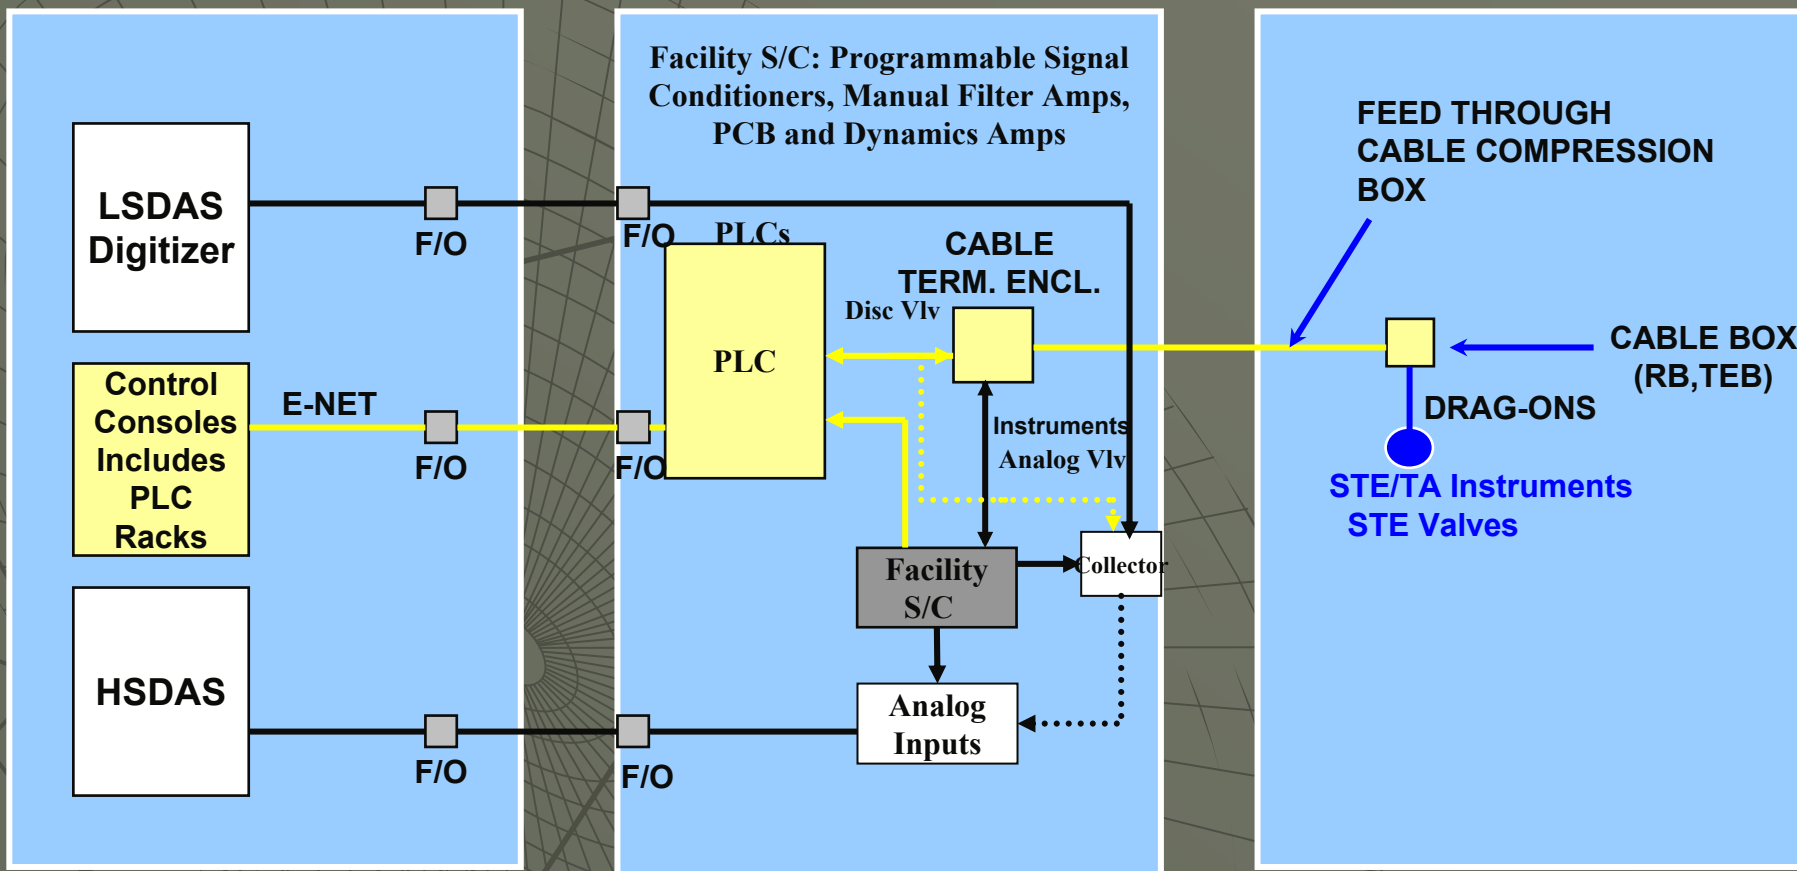 LSDAS
Digitizer
F/O
Control
Consoles
Includes
PLC
Racks
E-NET
F/O
HSDAS
F/O
Facility S/C: Programmable Signal
Conditioners, Manual Filter Amps,
PCB and Dynamics Amps
F/O
PLCs
PLC
F/O
CABLE
TERM. ENCL.
Disc Vlv
Instruments
Analog Vlv
Facility
S/C
Collector
Analog
Inputs
F/O
FEED THROUGH
CABLE COMPRESSION
BOX
CABLE BOX
(RB,TEB)
DRAG-ONS
STE/TA Instruments
STE Valves